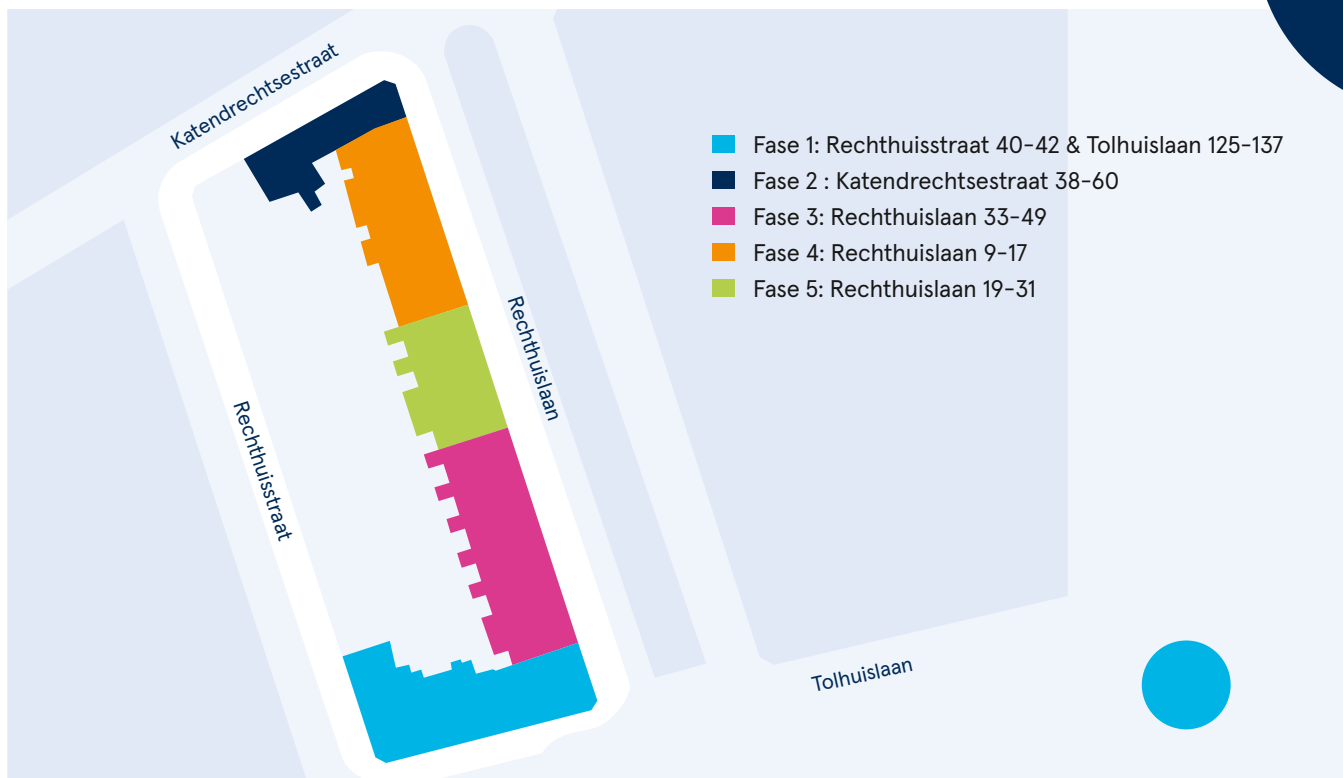 Katendrechtsestraat
Fase 1: Rechthuisstraat 40-42 & Tolhuislaan 125-137
Fase 2 : Katendrechtsestraat 38-60
Fase 3: Rechthuislaan 33-49
Fase 4: Rechthuislaan 9-17
Fase 5: Rechthuislaan 19-31
Rechthuislaan
Rechthuisstraat
Tolhuislaan